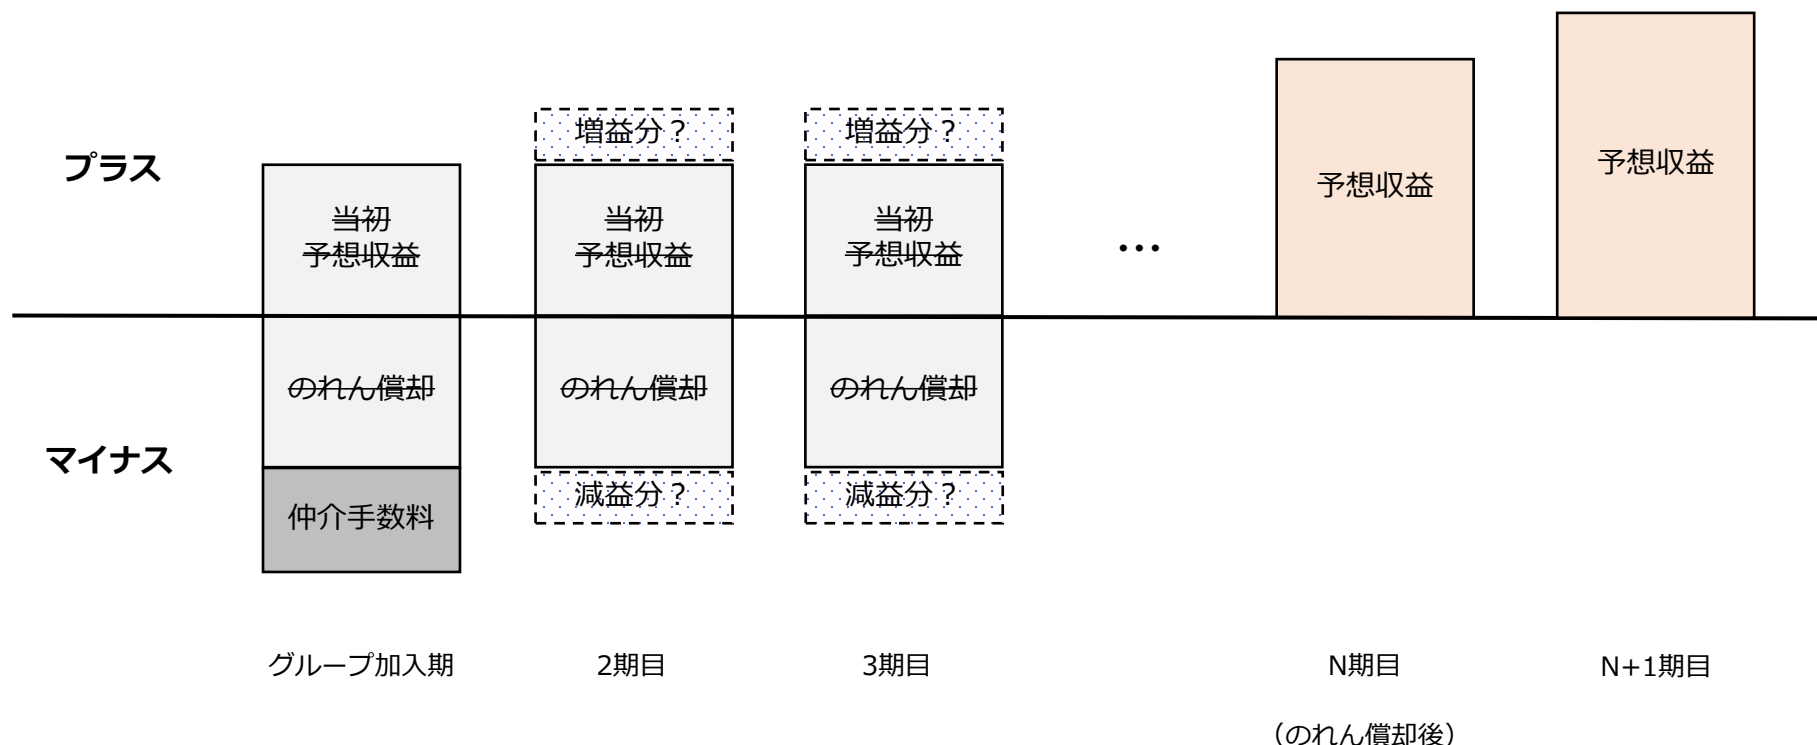 プラス
増益分？
増益分？
当初
予想収益
当初
予想収益
当初
予想収益
…
予想収益
予想収益
マイナス
のれん償却
のれん償却
のれん償却
仲介手数料
減益分？
減益分？
グループ加入期
2期目
3期目
N期目
N+1期目
（のれん償却後）